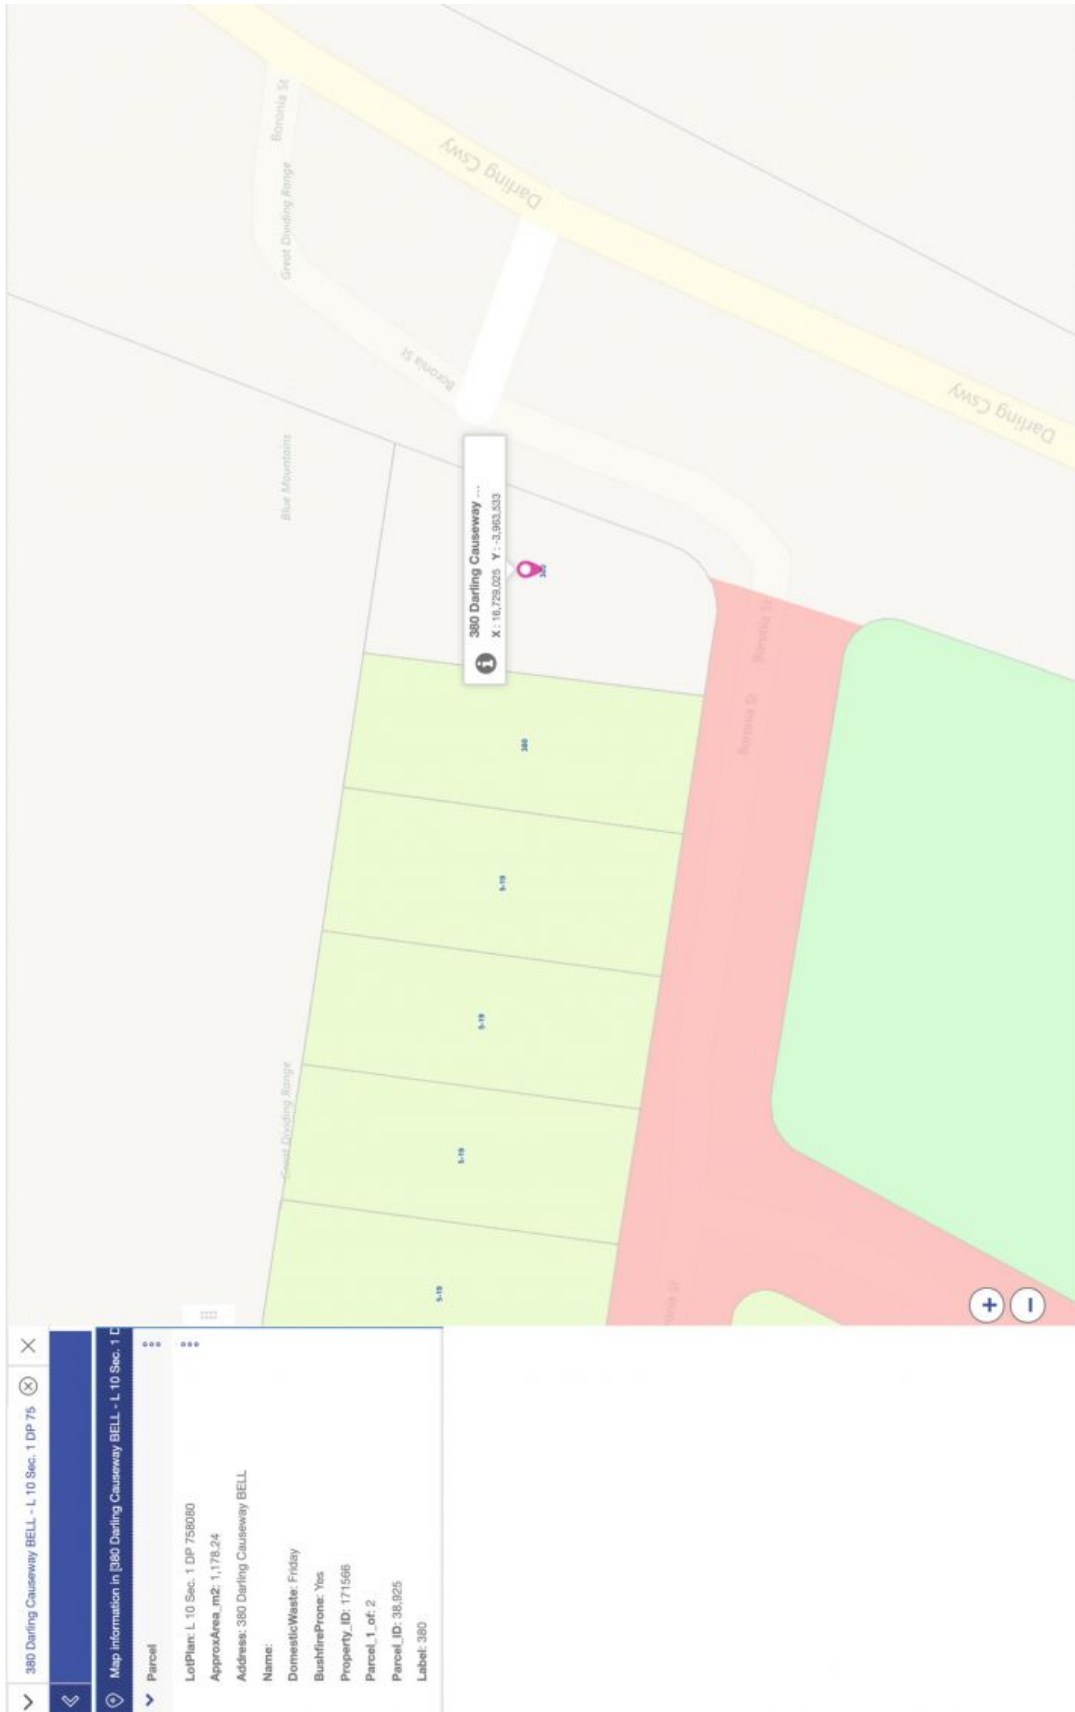 380 Darling Causeway BELL - L 10 Sec. 1 DP 75
Map information in [380 Darling Causeway BELL - L 10 Sec. 1 D
Parcel
LotPlan: L 10 Sec. 1 DP 758080
ApproxArea_m2: 1,178.24
Address: 380 Darling Causeway BELL
Name:
DomesticWaste: Friday
BushfireProne: Yes
Property_ID: 171566
Parcel_1_of: 2
Parcel_ID: 38,925
Label: 380
Great Dividing Range
Blue Mountains
Great Dividing Range
Boronia St
Boronia St
Darling Cswy
380 Darling Causeway ...
X : 16,729,025 Y : -3,963,533
380
5-19
5-19
5-19
5-19
Boronia St
Boronia St
Darling Cswy